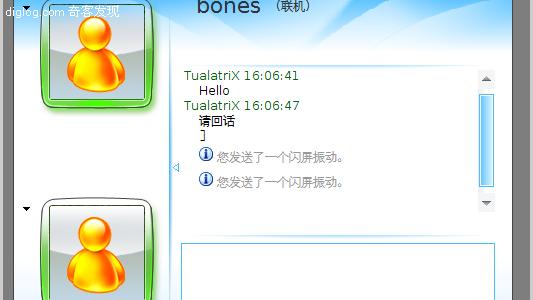 diglog.com 奇客发现
bones （联机）
TualatriX 16:06:41
Hello
TualatriX 16:06:47
请回话
]
您发送了一个闪屏振动。
您发送了一个闪屏振动。